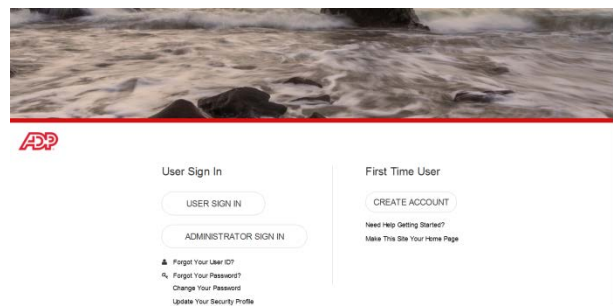 ADP
User Sign In
USER SIGN IN
ADMINISTRATOR SIGN IN
Forgot Your User ID?
Forgot Your Password?
Change Your Password
Update Your Security Profile
First Time User
CREATE ACCOUNT
Need Help Getting Started?
Make This Site Your Home Page